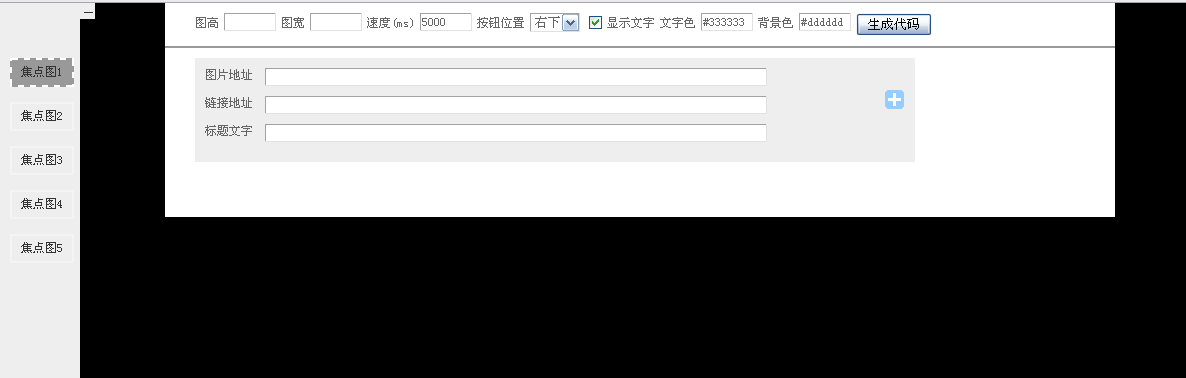 图高 图宽 速度(ms) 5000 按钮位置 右下 显示文字 文字色 #333333 背景色 #dddddd 生成代码
焦点图1
焦点图2
焦点图3
焦点图4
焦点图5
图片地址
链接地址
标题文字